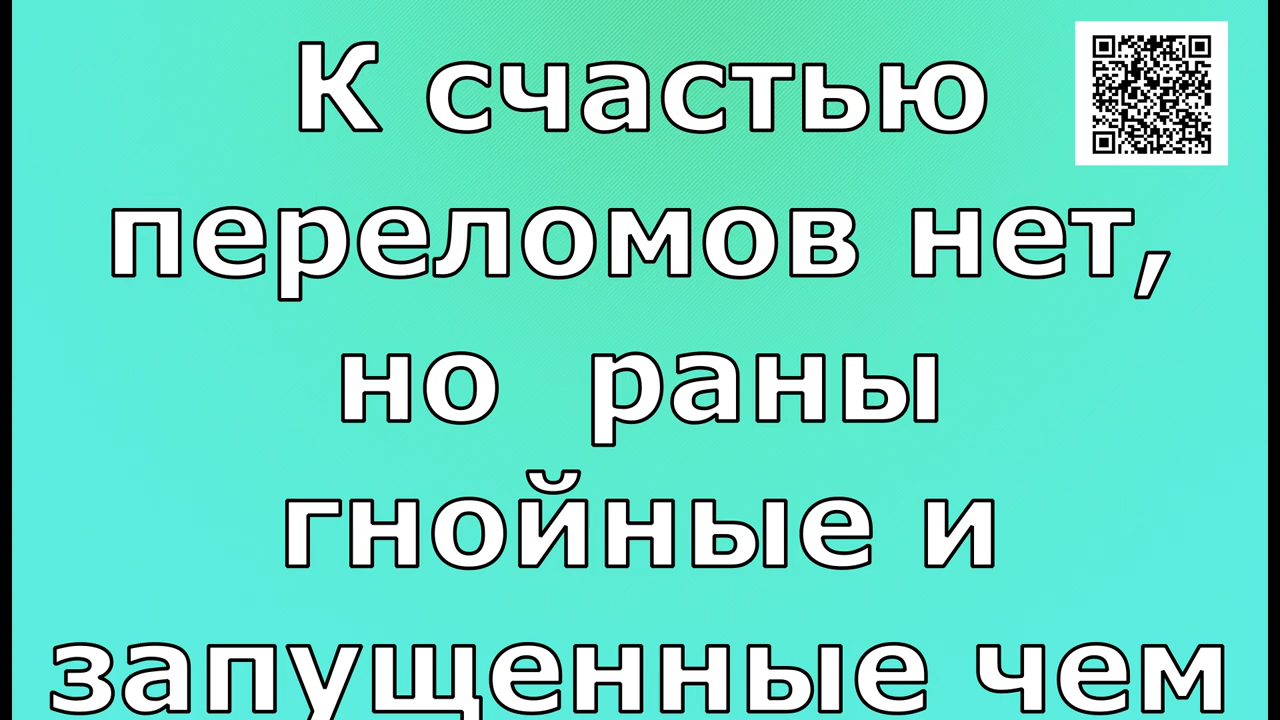 К счастью
переломов нет,
но раны
гнойные и
запущенные чем